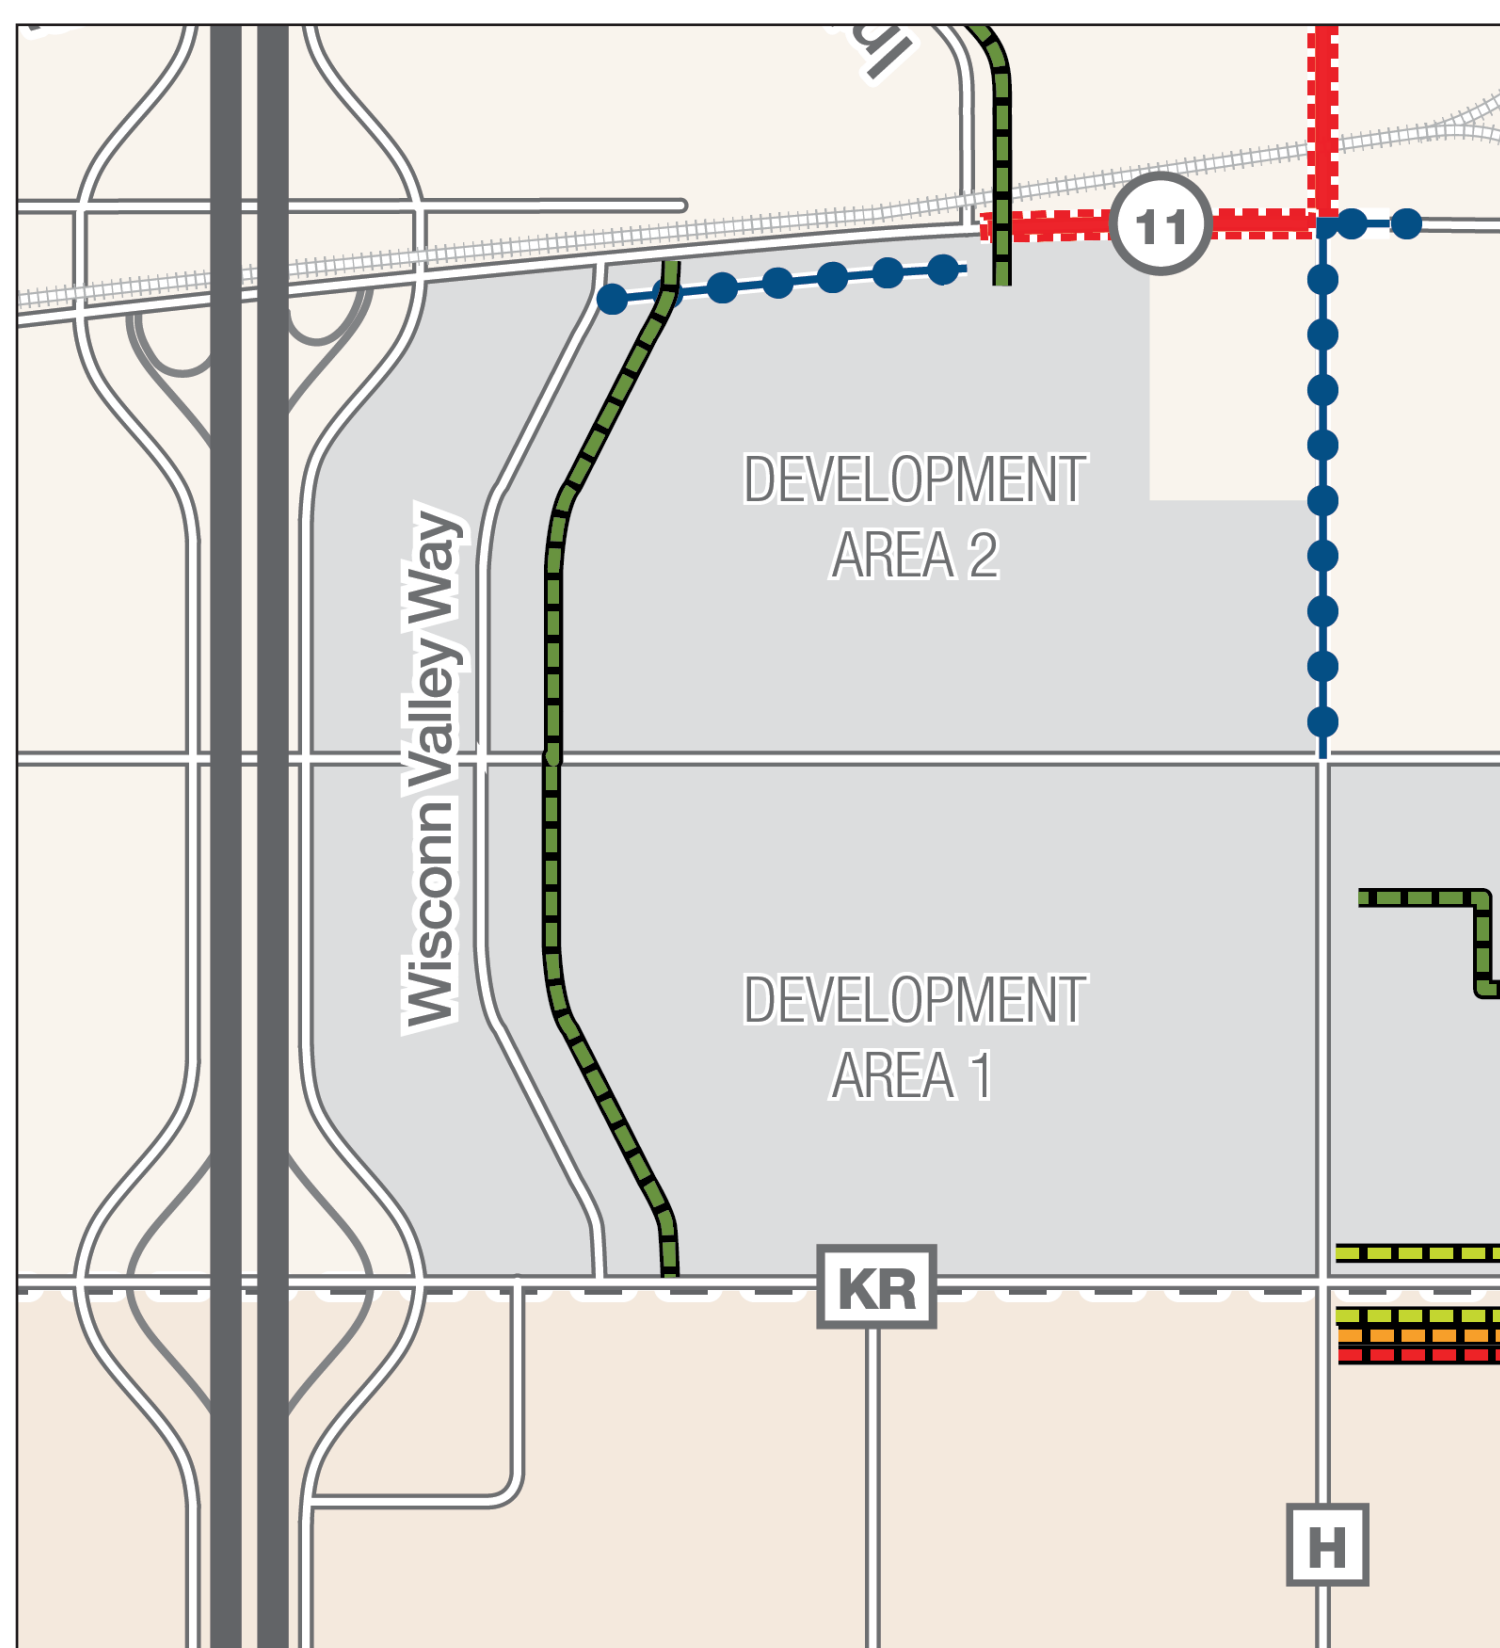 11
DEVELOPMENT
AREA 2
Wisconn Valley Way
DEVELOPMENT
AREA 1
KR
H